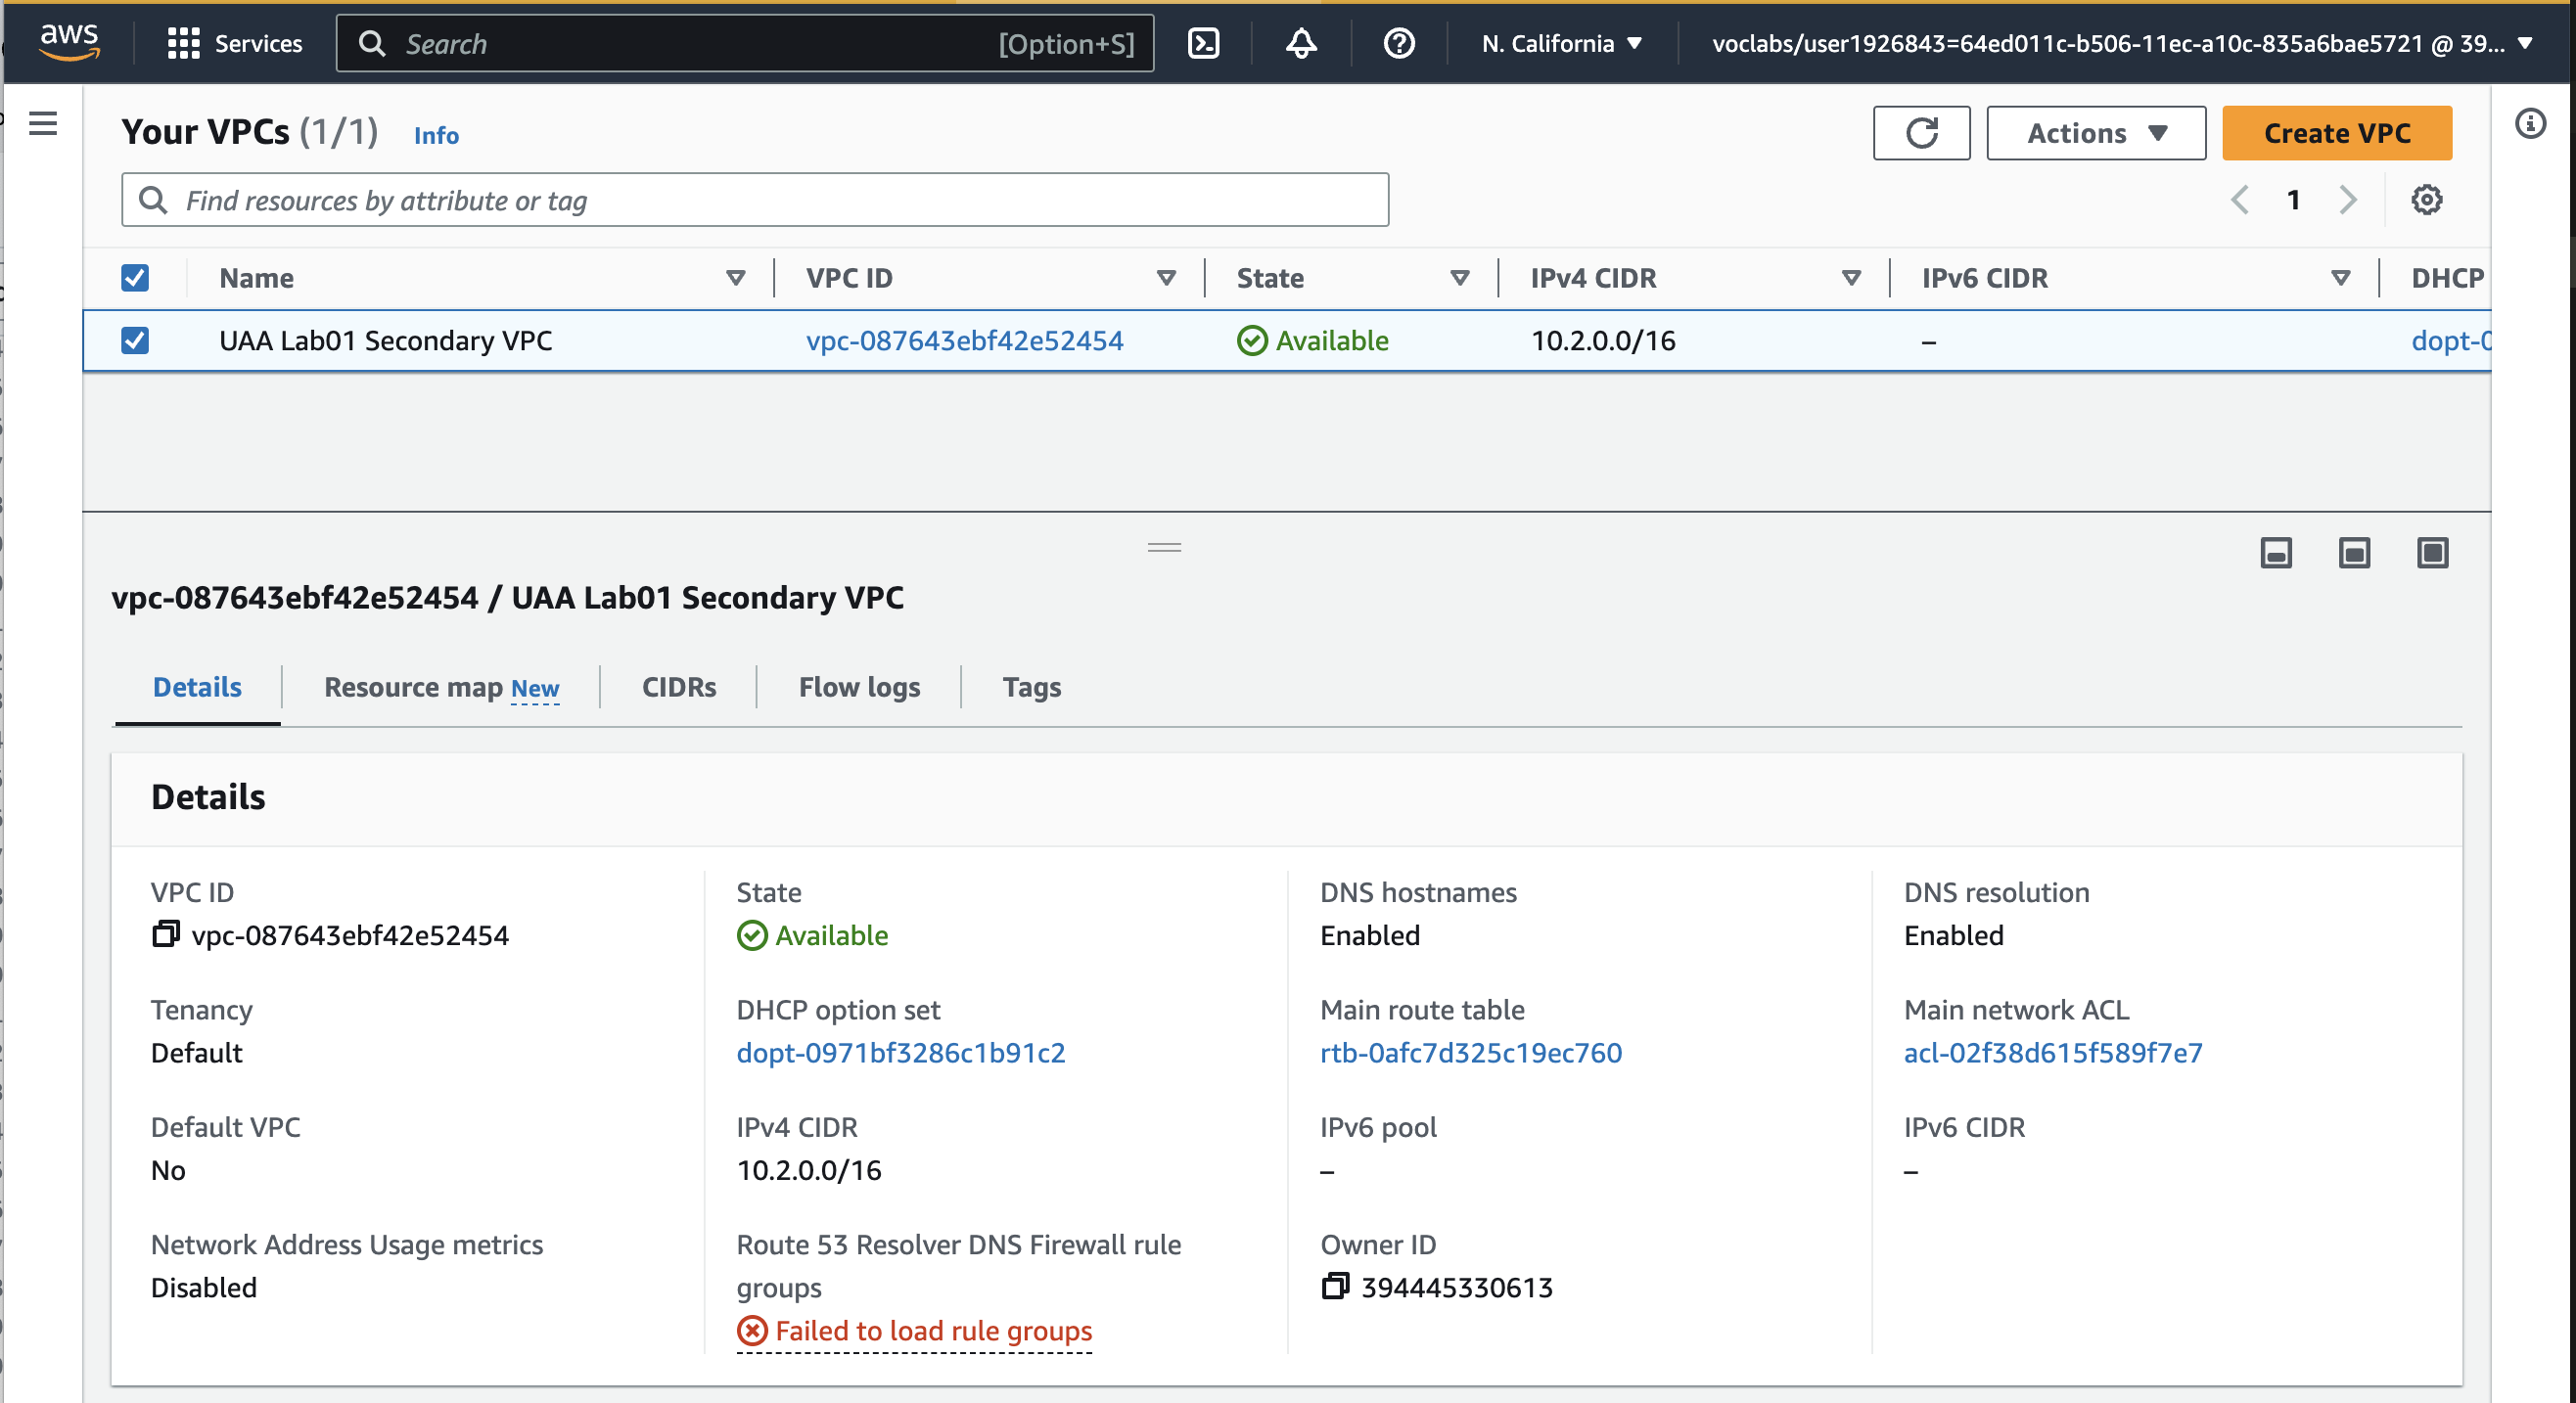 aws
Services
Search [Option+S]
N. California
voclabs/user1926843=64ed011c-b506-11ec-a10c-835a6bae5721 @ 39...
Your VPCs (1/1) Info
Actions
Create VPC
Find resources by attribute or tag
1
Name VPC ID State IPv4 CIDR IPv6 CIDR DHCP
UAA Lab01 Secondary VPC vpc-087643ebf42e52454 Available 10.2.0.0/16 – dopt-0
vpc-087643ebf42e52454 / UAA Lab01 Secondary VPC
Details Resource map New CIDRs Flow logs Tags
Details
VPC ID
vpc-087643ebf42e52454
State
Available
DNS hostnames
Enabled
DNS resolution
Enabled
Tenancy
Default
DHCP option set
dopt-0971bf3286c1b91c2
Main route table
rtb-0afc7d325c19ec760
Main network ACL
acl-02f38d615f589f7e7
Default VPC
No
IPv4 CIDR
10.2.0.0/16
IPv6 pool
–
IPv6 CIDR
–
Network Address Usage metrics
Disabled
Route 53 Resolver DNS Firewall rule
groups
Failed to load rule groups
Owner ID
394445330613